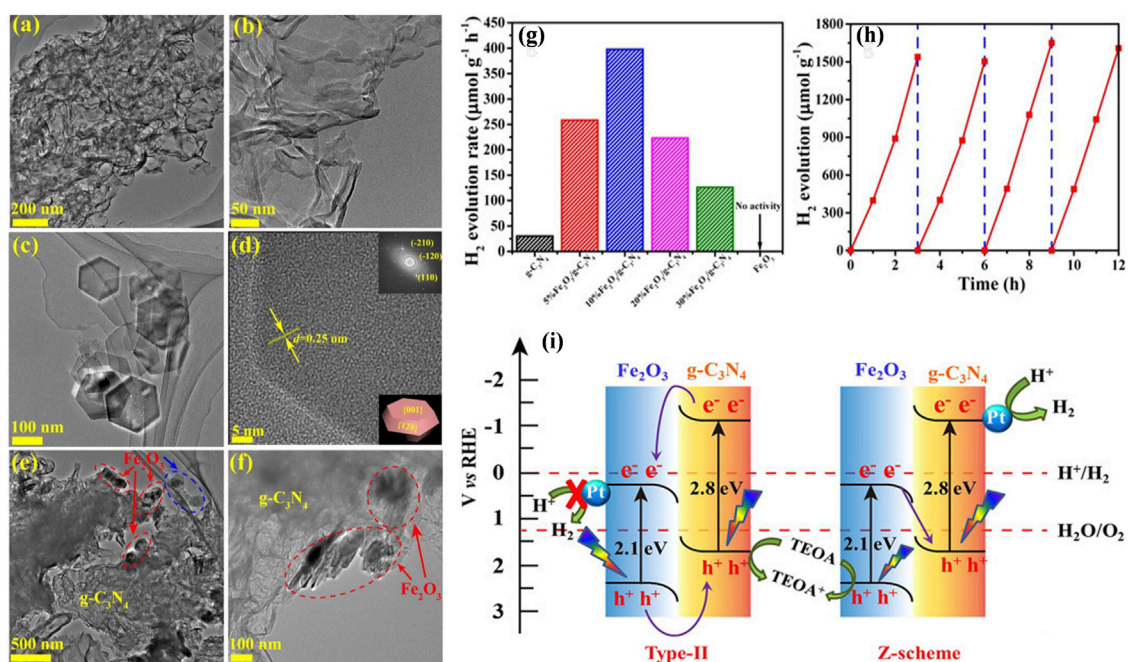 (a)
200 nm
(b)
50 nm
(c)
100 nm
(d)
(-210)
(-120)
(110)
d=0.25 nm
[001]
[120]
5 nm
(e)
Fe₂O₃
g-C₃N₄
500 nm
(f)
g-C₃N₄
Fe₂O₃
100 nm
(g)
H₂ evolution rate (μmol g⁻¹ h⁻¹)
450
400
350
300
250
200
150
100
50
0
No activity
g-C₃N₄
5%Fe₂O₃/g-C₃N₄
10%Fe₂O₃/g-C₃N₄
20%Fe₂O₃/g-C₃N₄
30%Fe₂O₃/g-C₃N₄
Fe₂O₃
(h)
H₂ evolution (μmol g⁻¹)
1800
1500
1200
900
600
300
0
0 2 4 6 8 10 12
Time (h)
(i)
V vs RHE
-2
-1
0
1
2
3
Fe₂O₃
g-C₃N₄
e⁻ e⁻
e⁻ e⁻
H⁺
Pt
H₂
2.1 eV
2.8 eV
h⁺ h⁺
h⁺ h⁺
Type-II
TEOA
TEOA⁺
Fe₂O₃
g-C₃N₄
e⁻ e⁻
Pt
H⁺
H₂
e⁻ e⁻
2.1 eV
2.8 eV
h⁺ h⁺
h⁺ h⁺
Z-scheme
H⁺/H₂
H₂O/O₂